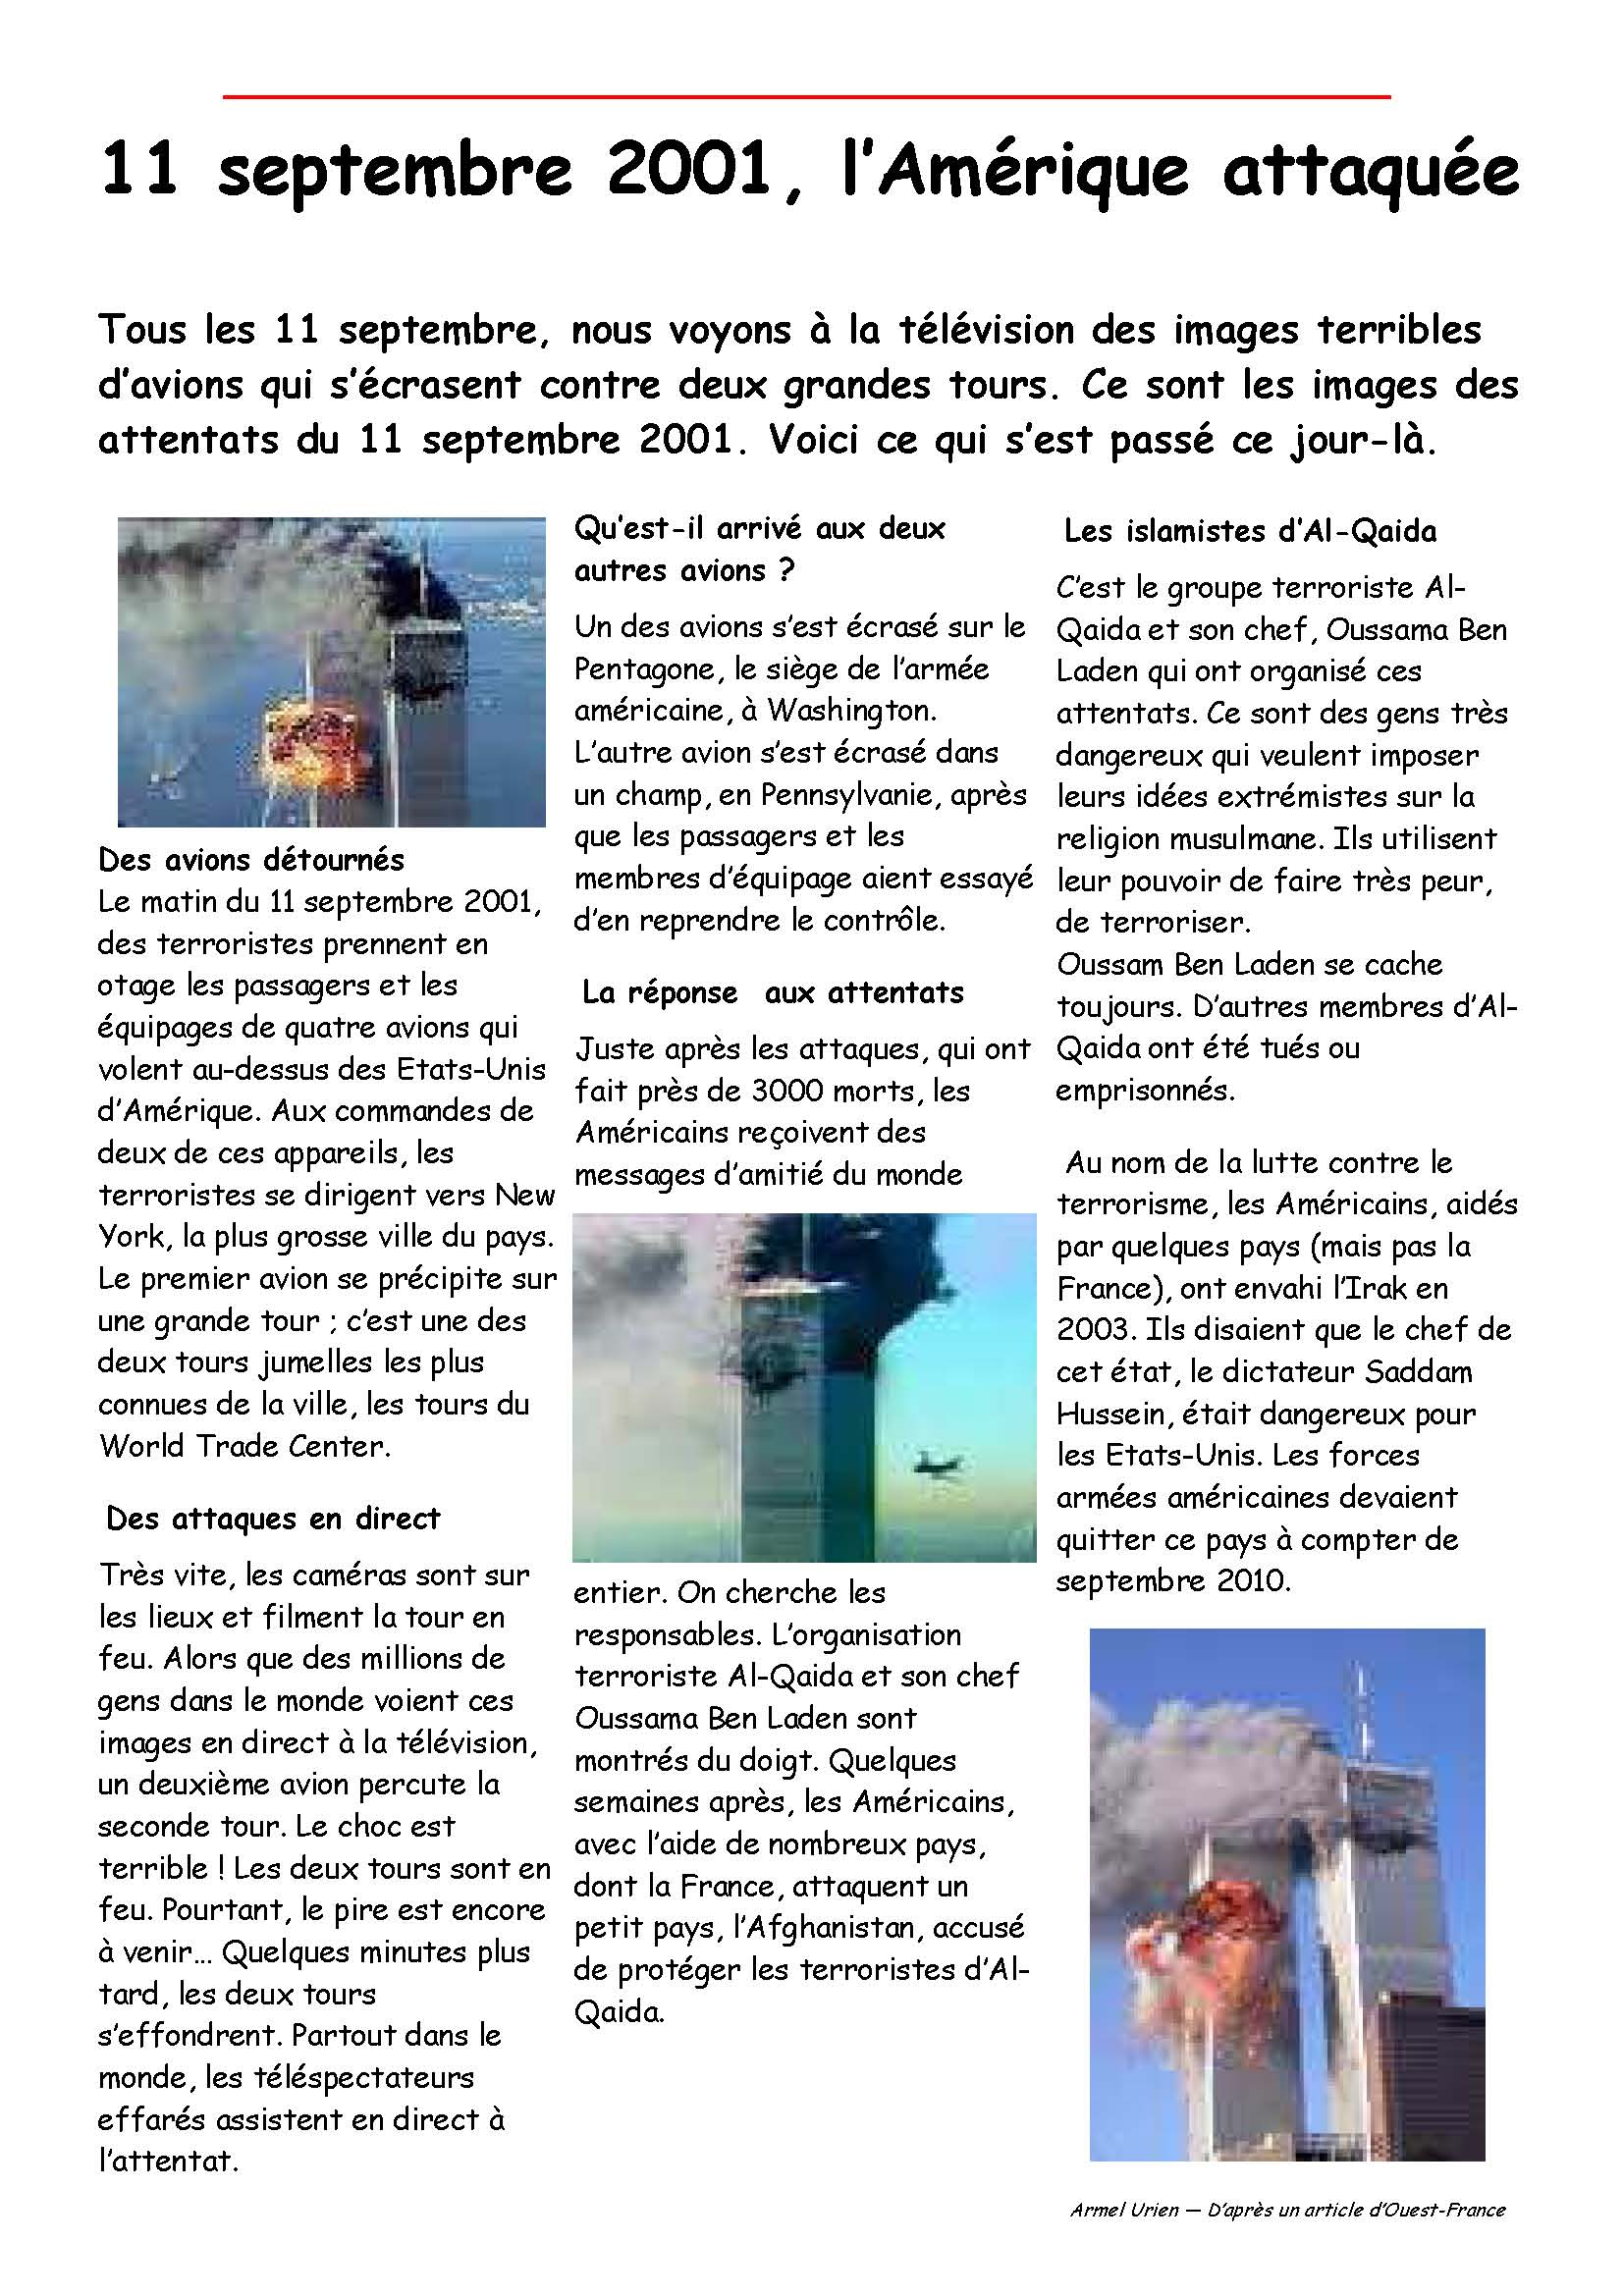 11 septembre 2001, l'Amérique attaquée
Tous les 11 septembre, nous voyons à la télévision des images terribles
d'avions qui s'écrasent contre deux grandes tours. Ce sont les images des
attentats du 11 septembre 2001. Voici ce qui s'est passé ce jour-là.
Des avions détournés
Le matin du 11 septembre 2001,
des terroristes prennent en
otage les passagers et les
équipages de quatre avions qui
volent au-dessus des Etats-Unis
d'Amérique. Aux commandes de
deux de ces appareils, les
terroristes se dirigent vers New
York, la plus grosse ville du pays.
Le premier avion se précipite sur
une grande tour ; c'est une des
deux tours jumelles les plus
connues de la ville, les tours du
World Trade Center.
Des attaques en direct
Très vite, les caméras sont sur
les lieux et filment la tour en
feu. Alors que des millions de
gens dans le monde voient ces
images en direct à la télévision,
un deuxième avion percute la
seconde tour. Le choc est
terrible ! Les deux tours sont en
feu. Pourtant, le pire est encore
à venir... Quelques minutes plus
tard, les deux tours
s'effondrent. Partout dans le
monde, les téléspectateurs
effarés assistent en direct à
l'attentat.
Qu'est-il arrivé aux deux
autres avions ?
Un des avions s'est écrasé sur le
Pentagone, le siège de l'armée
américaine, à Washington.
L'autre avion s'est écrasé dans
un champ, en Pennsylvanie, après
que les passagers et les
membres d'équipage aient essayé
d'en reprendre le contrôle.
La réponse aux attentats
Juste après les attaques, qui ont
fait près de 3000 morts, les
Américains reçoivent des
messages d'amitié du monde
entier. On cherche les
responsables. L'organisation
terroriste Al-Qaida et son chef
Oussama Ben Laden sont
montrés du doigt. Quelques
semaines après, les Américains,
avec l'aide de nombreux pays,
dont la France, attaquent un
petit pays, l'Afghanistan, accusé
de protéger les terroristes d'Al-
Qaida.
Les islamistes d'Al-Qaida
C'est le groupe terroriste Al-
Qaida et son chef, Oussama Ben
Laden qui ont organisé ces
attentats. Ce sont des gens très
dangereux qui veulent imposer
leurs idées extrémistes sur la
religion musulmane. Ils utilisent
leur pouvoir de faire très peur,
de terroriser.
Oussam Ben Laden se cache
toujours. D'autres membres d'Al-
Qaida ont été tués ou
emprisonnés.
Au nom de la lutte contre le
terrorisme, les Américains, aidés
par quelques pays (mais pas la
France), ont envahi l'Irak en
2003. Ils disaient que le chef de
cet état, le dictateur Saddam
Hussein, était dangereux pour
les Etats-Unis. Les forces
armées américaines devaient
quitter ce pays à compter de
septembre 2010.
Armel Urien — D'après un article d'Ouest-France